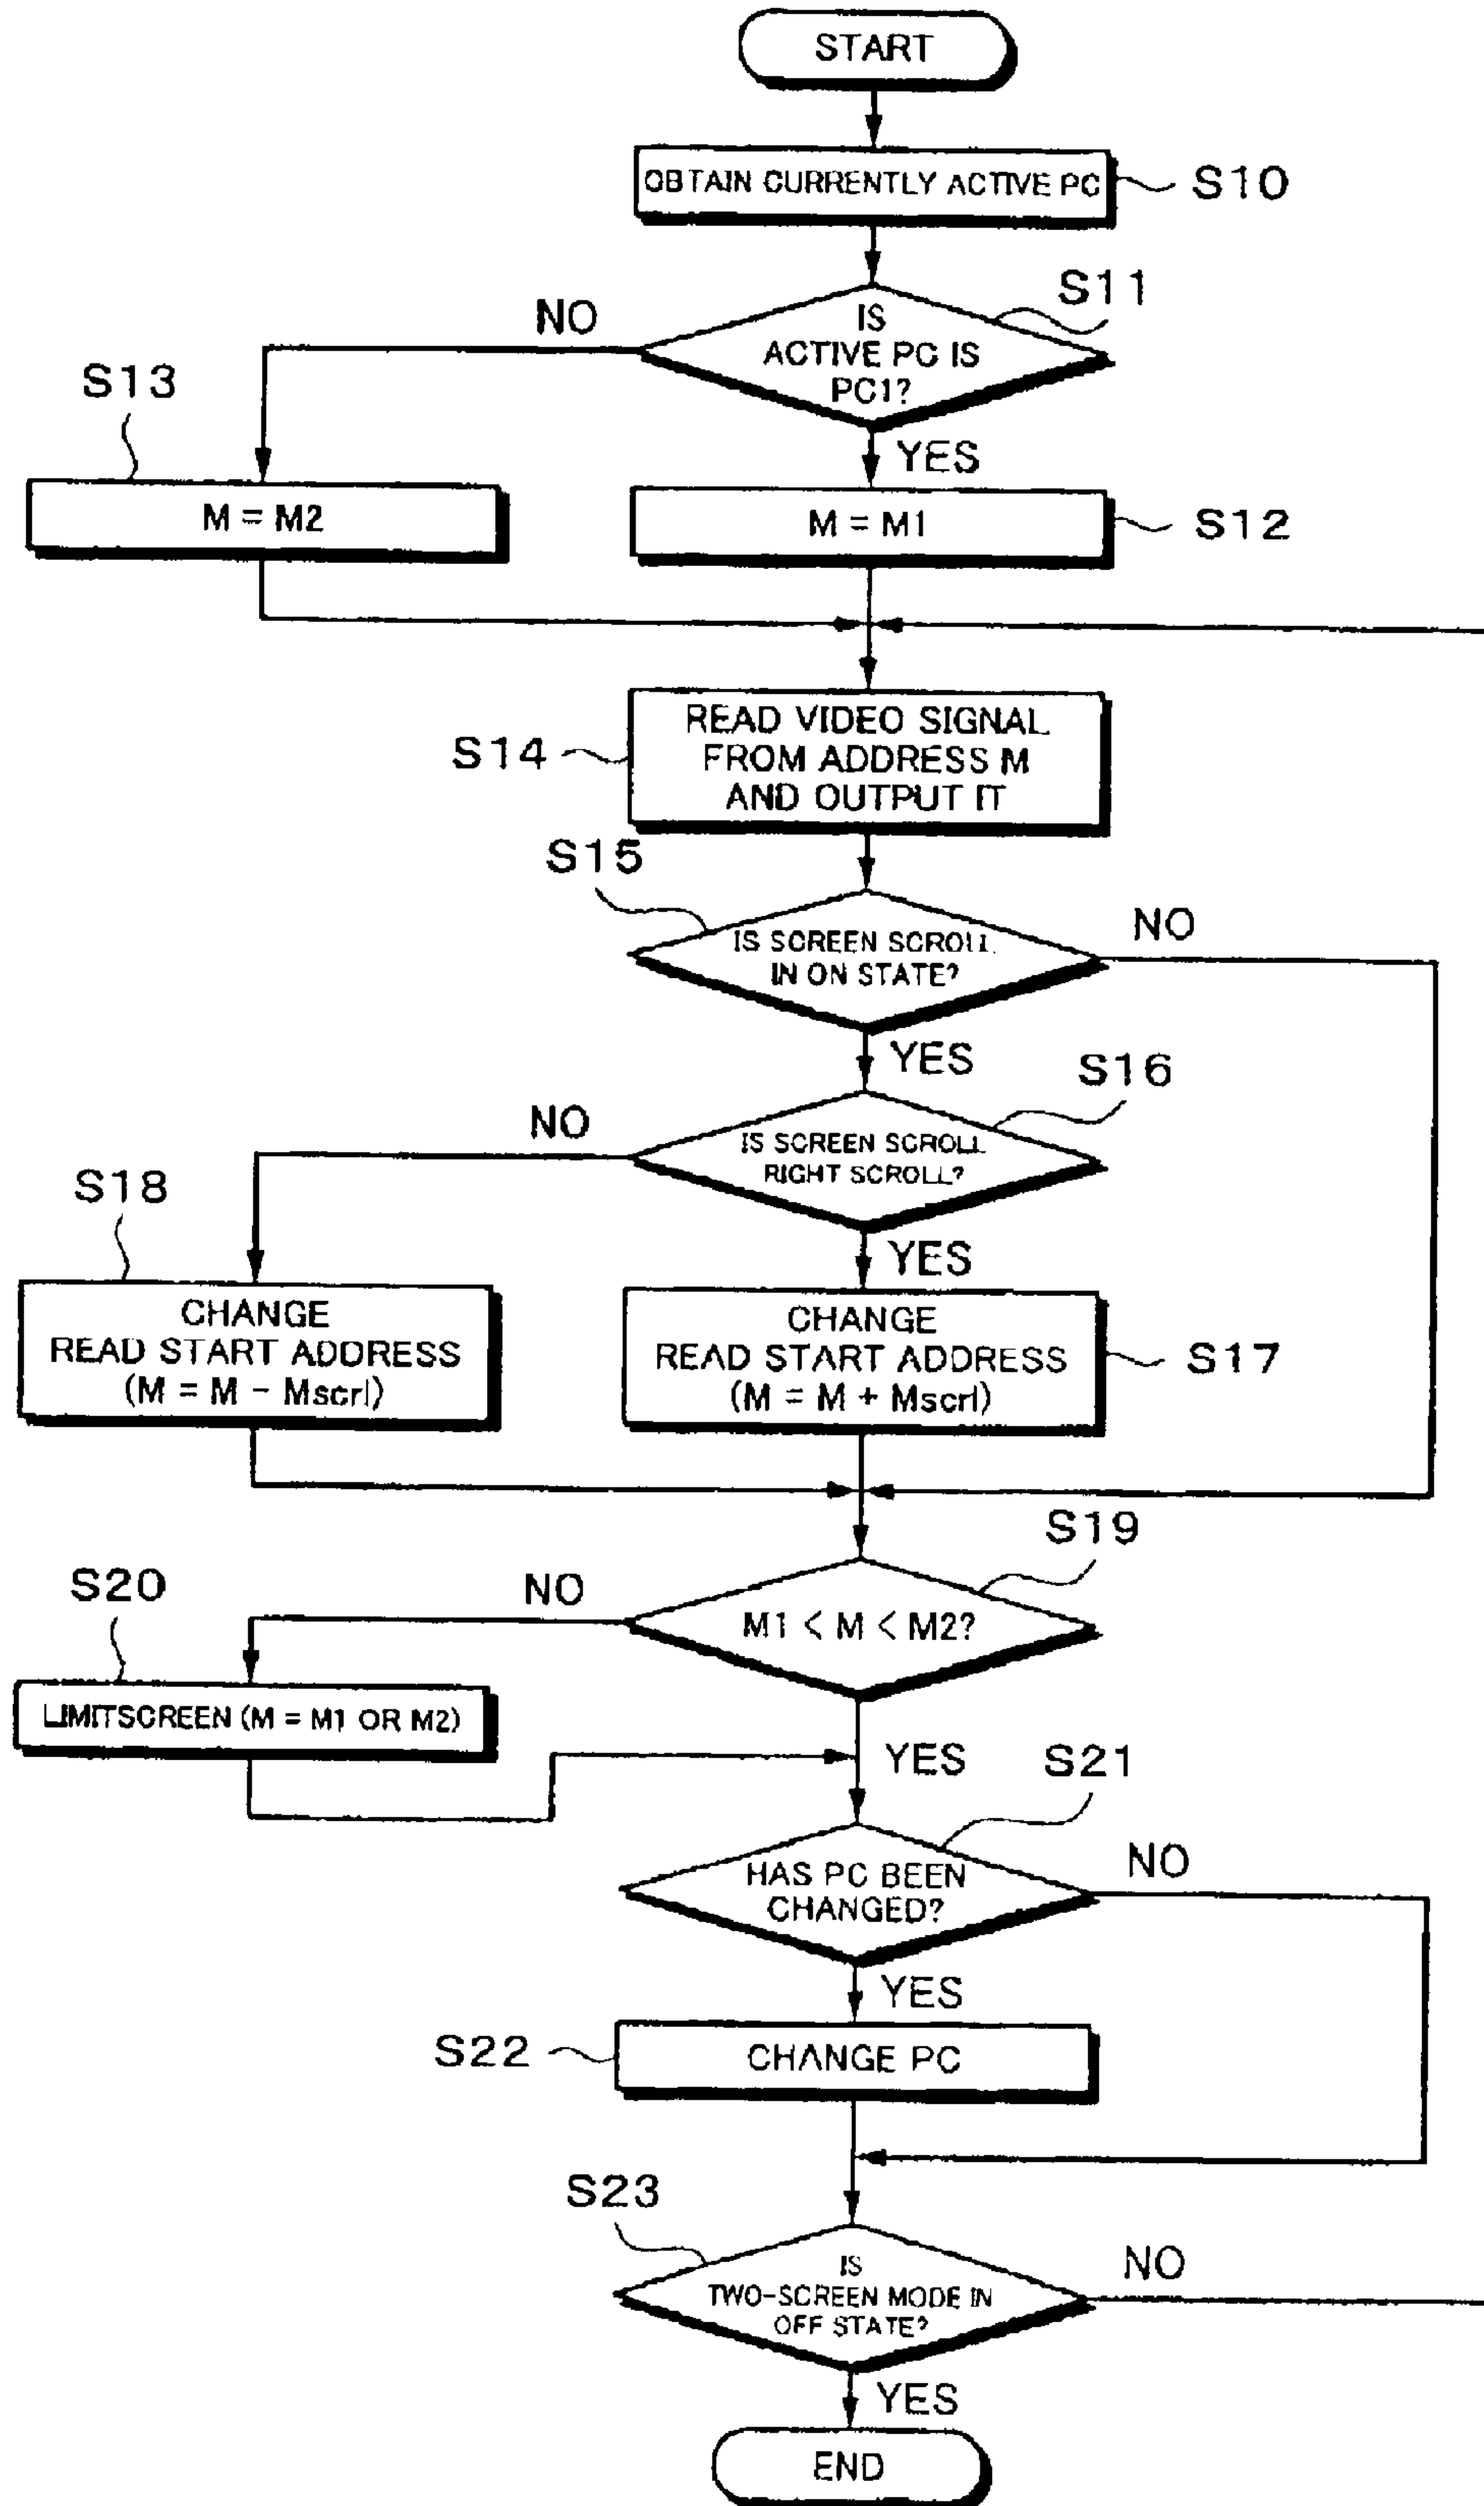 START
OBTAIN CURRENTLY ACTIVE PC
S10
S11
IS
ACTIVE PC IS
PC1?
NO
YES
S13
M = M2
M = M1
S12
READ VIDEO SIGNAL
FROM ADDRESS M
AND OUTPUT IT
S14
S15
IS SCREEN SCROLL
IN ON STATE?
NO
YES
S16
IS SCREEN SCROLL
RIGHT SCROLL?
NO
YES
S18
CHANGE
READ START ADDRESS
(M = M - Mscrl)
CHANGE
READ START ADDRESS
(M = M + Mscrl)
S17
S19
M1 < M < M2?
NO
S20
LIMITSCREEN (M = M1 OR M2)
YES
S21
HAS PC BEEN
CHANGED?
NO
YES
S22
CHANGE PC
S23
IS
TWO-SCREEN MODE IN
OFF STATE?
NO
YES
END